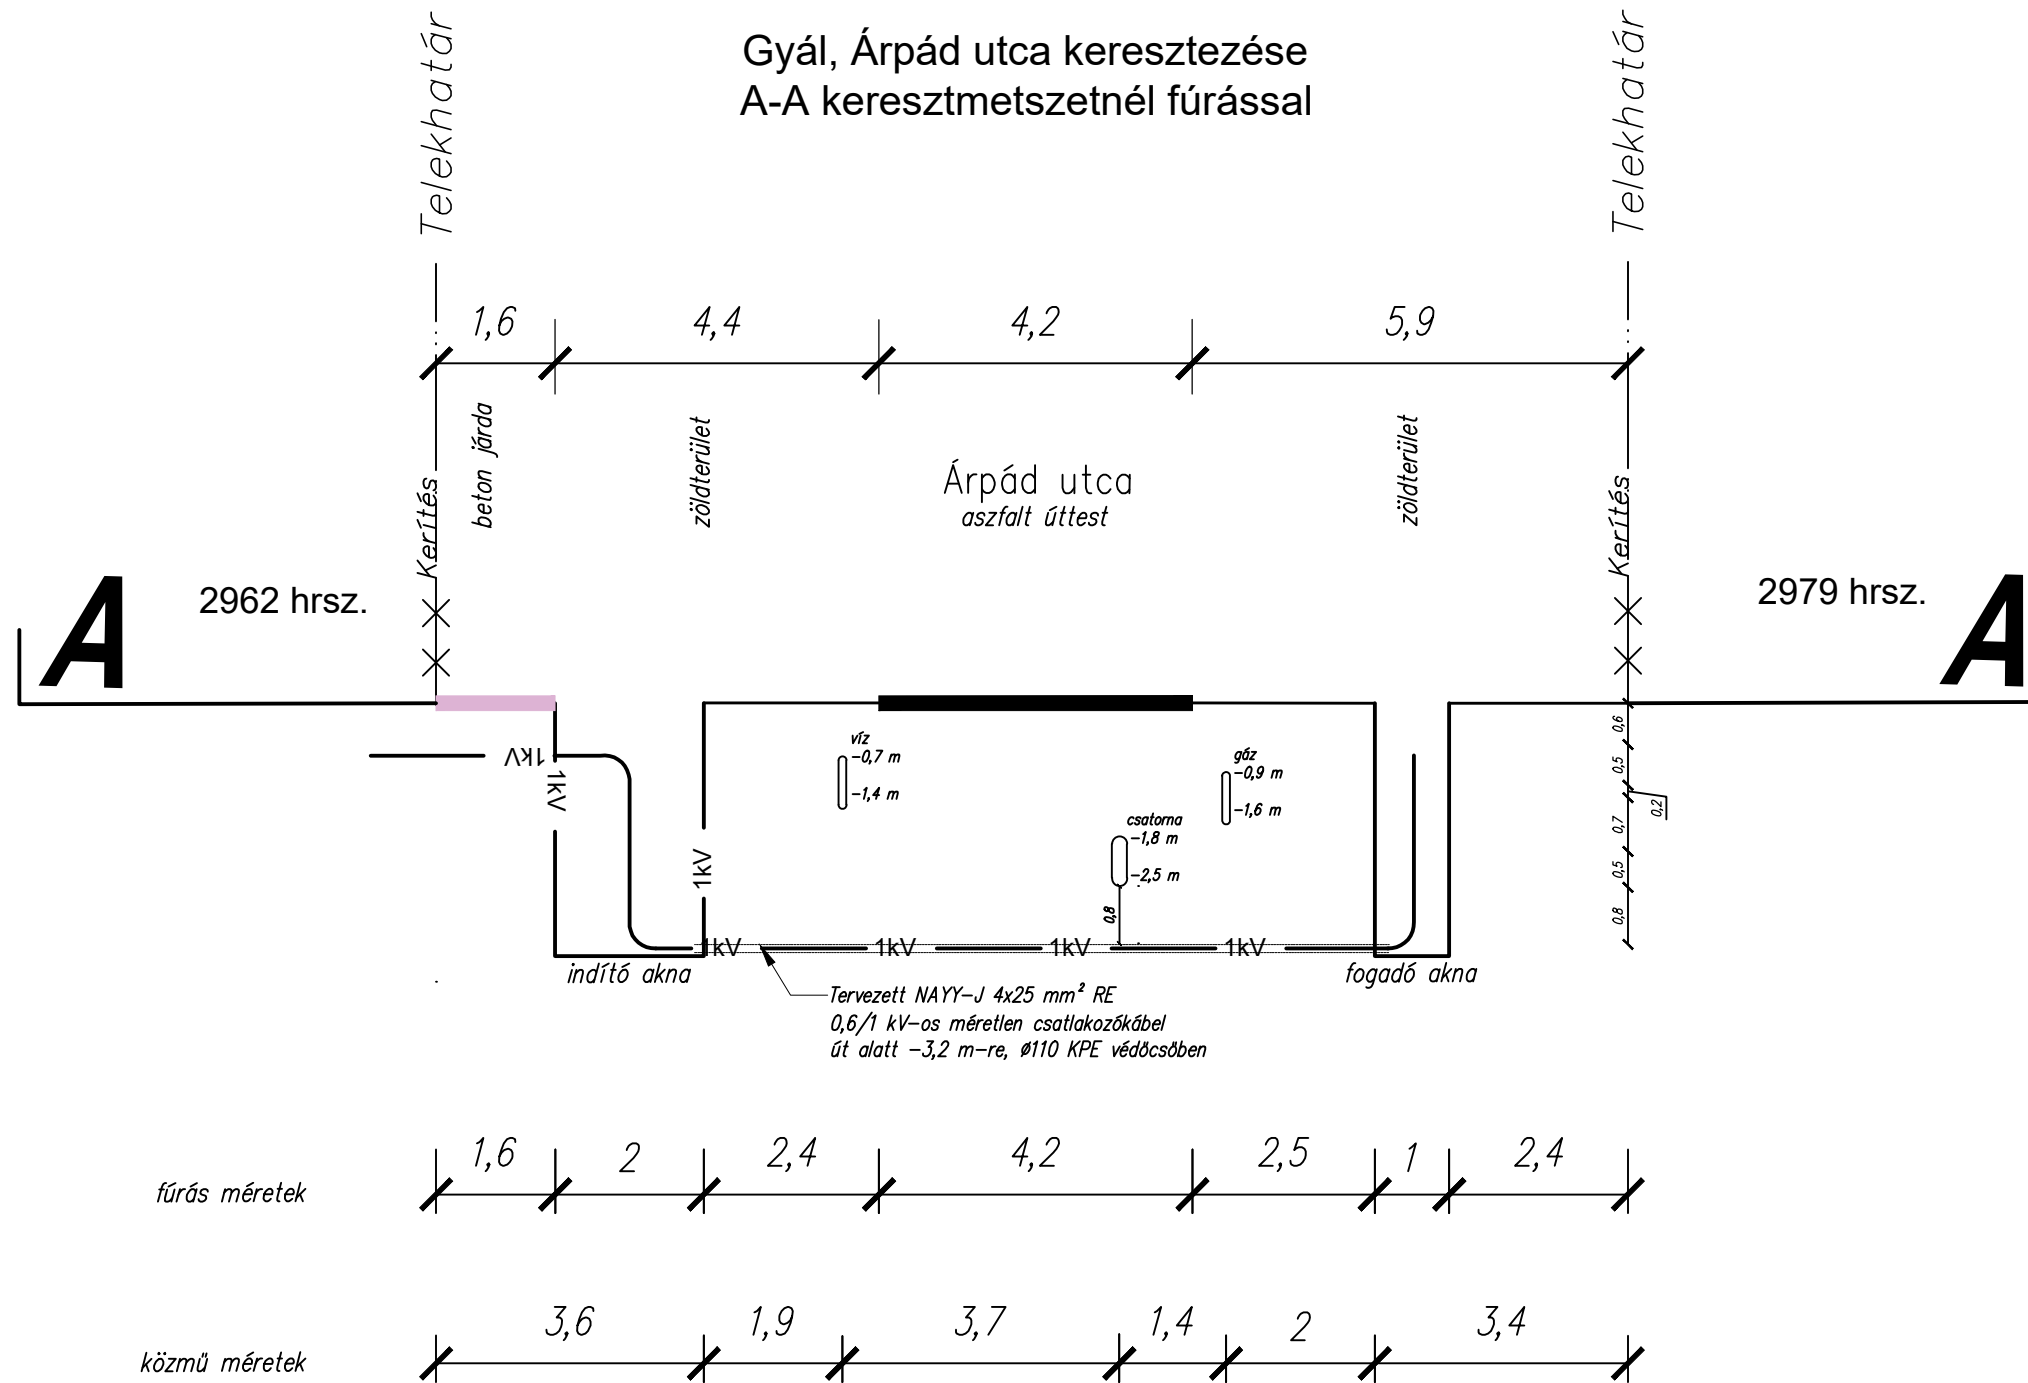 Gyál, Árpád utca keresztezése
A-A keresztmetszetnél fúrással
Telekhatár
Telekhatár
1,6
4,4
4,2
5,9
Kerítés
beton járda
zöldterület
Árpád utca
aszfalt úttest
zöldterület
Kerítés
A
2962 hrsz.
2979 hrsz.
A
1kV
1kV
1kV
víz
-0,7 m
-1,4 m
gáz
-0,9 m
-1,6 m
csatorna
-1,8 m
-2,5 m
0,8
0,6
0,5
0,2
0,7
0,5
0,8
1kV
1kV
1kV
1kV
indító akna
fogadó akna
Tervezett NAYY-J 4x25 mm² RE
0,6/1 kV-os méretlen csatlakozókábel
út alatt -3,2 m-re, ø110 KPE védőcsőben
fúrás méretek
1,6
2
2,4
4,2
2,5
1
2,4
közmű méretek
3,6
1,9
3,7
1,4
2
3,4